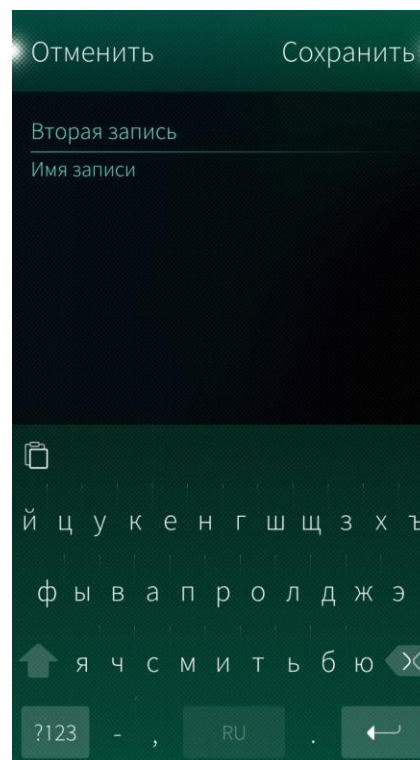 Отменить Сохранить
Вторая запись
Имя записи
й ц у к е н г ш щ з х ъ
ф ы в а п р о л д ж э
я ч с м и т ь б ю
?123 - , RU .